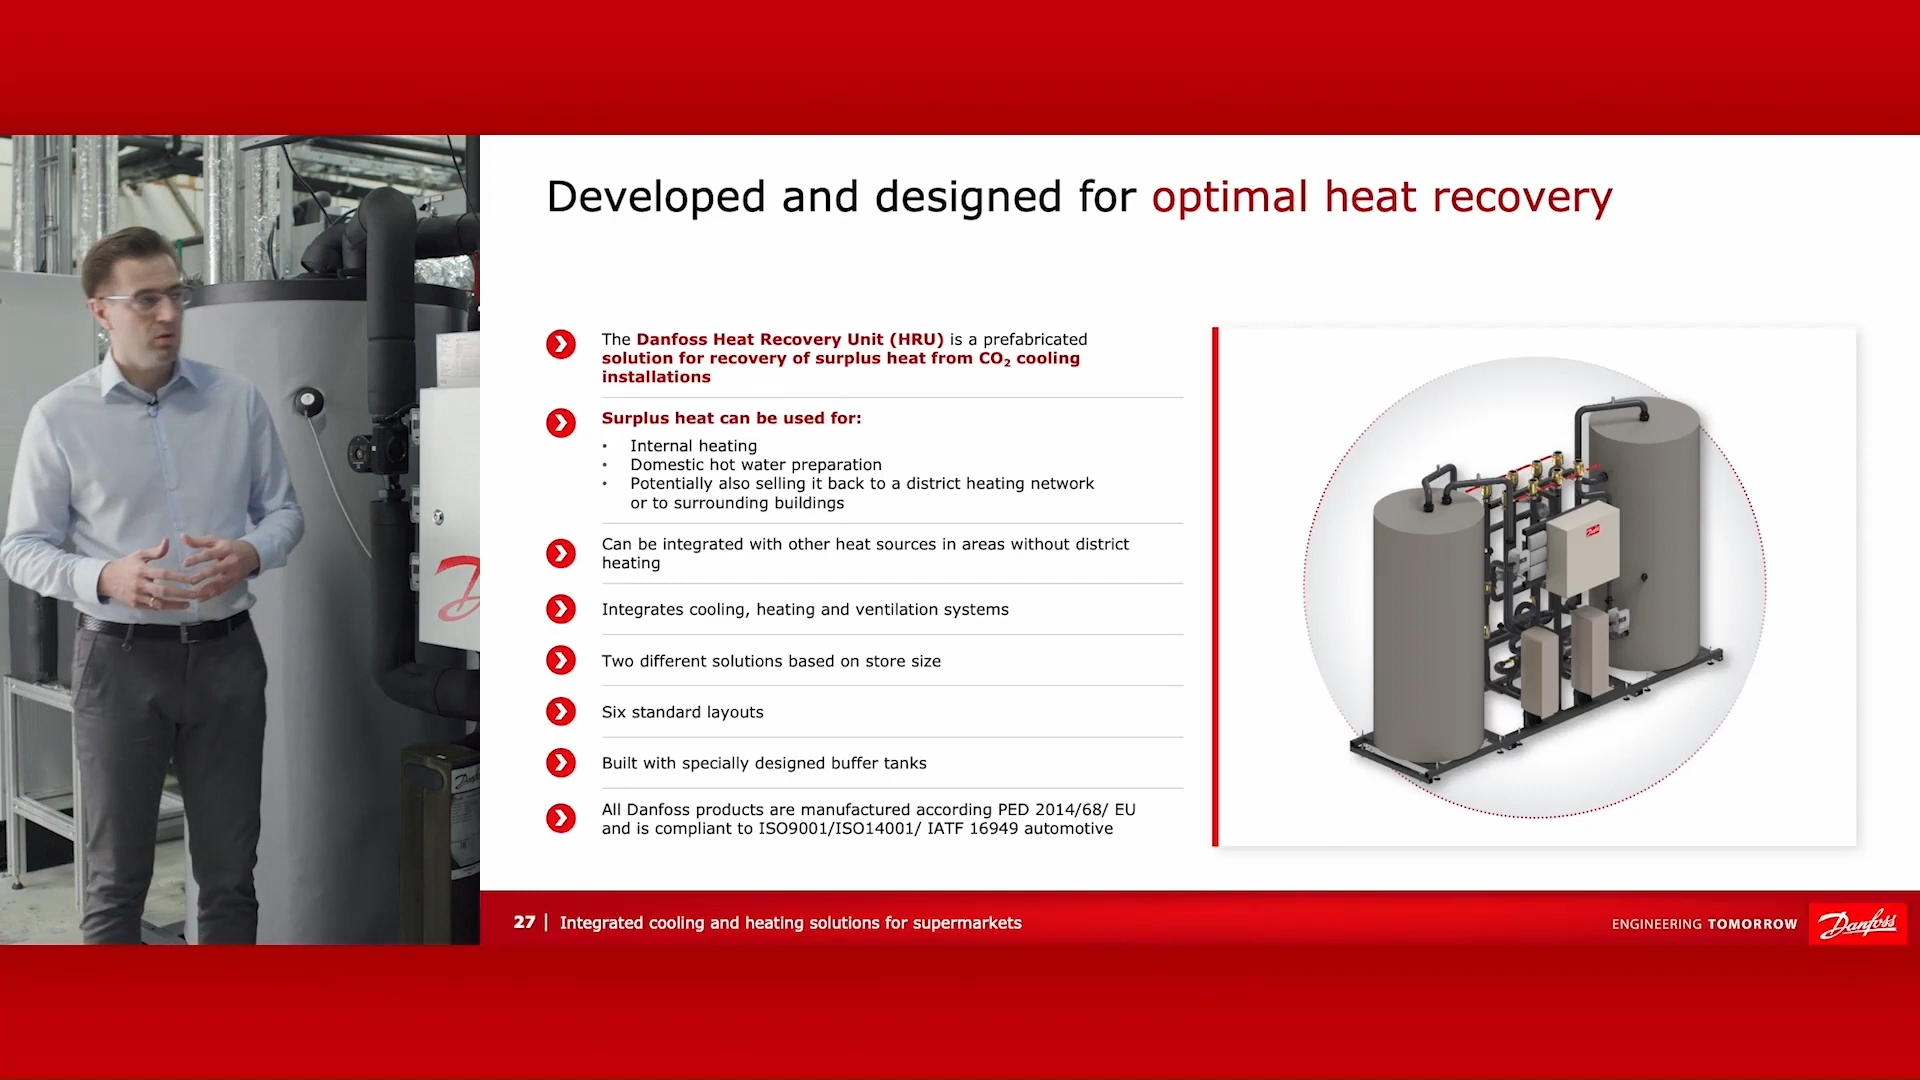 Developed and designed for optimal heat recovery
The Danfoss Heat Recovery Unit (HRU) is a prefabricated
solution for recovery of surplus heat from CO₂ cooling
installations
Surplus heat can be used for:
• Internal heating
• Domestic hot water preparation
• Potentially also selling it back to a district heating network
or to surrounding buildings
Can be integrated with other heat sources in areas without district
heating
Integrates cooling, heating and ventilation systems
Two different solutions based on store size
Six standard layouts
Built with specially designed buffer tanks
All Danfoss products are manufactured according PED 2014/68/ EU
and is compliant to ISO9001/ISO14001/ IATF 16949 automotive
27 | Integrated cooling and heating solutions for supermarkets
ENGINEERING TOMORROW
Danfoss